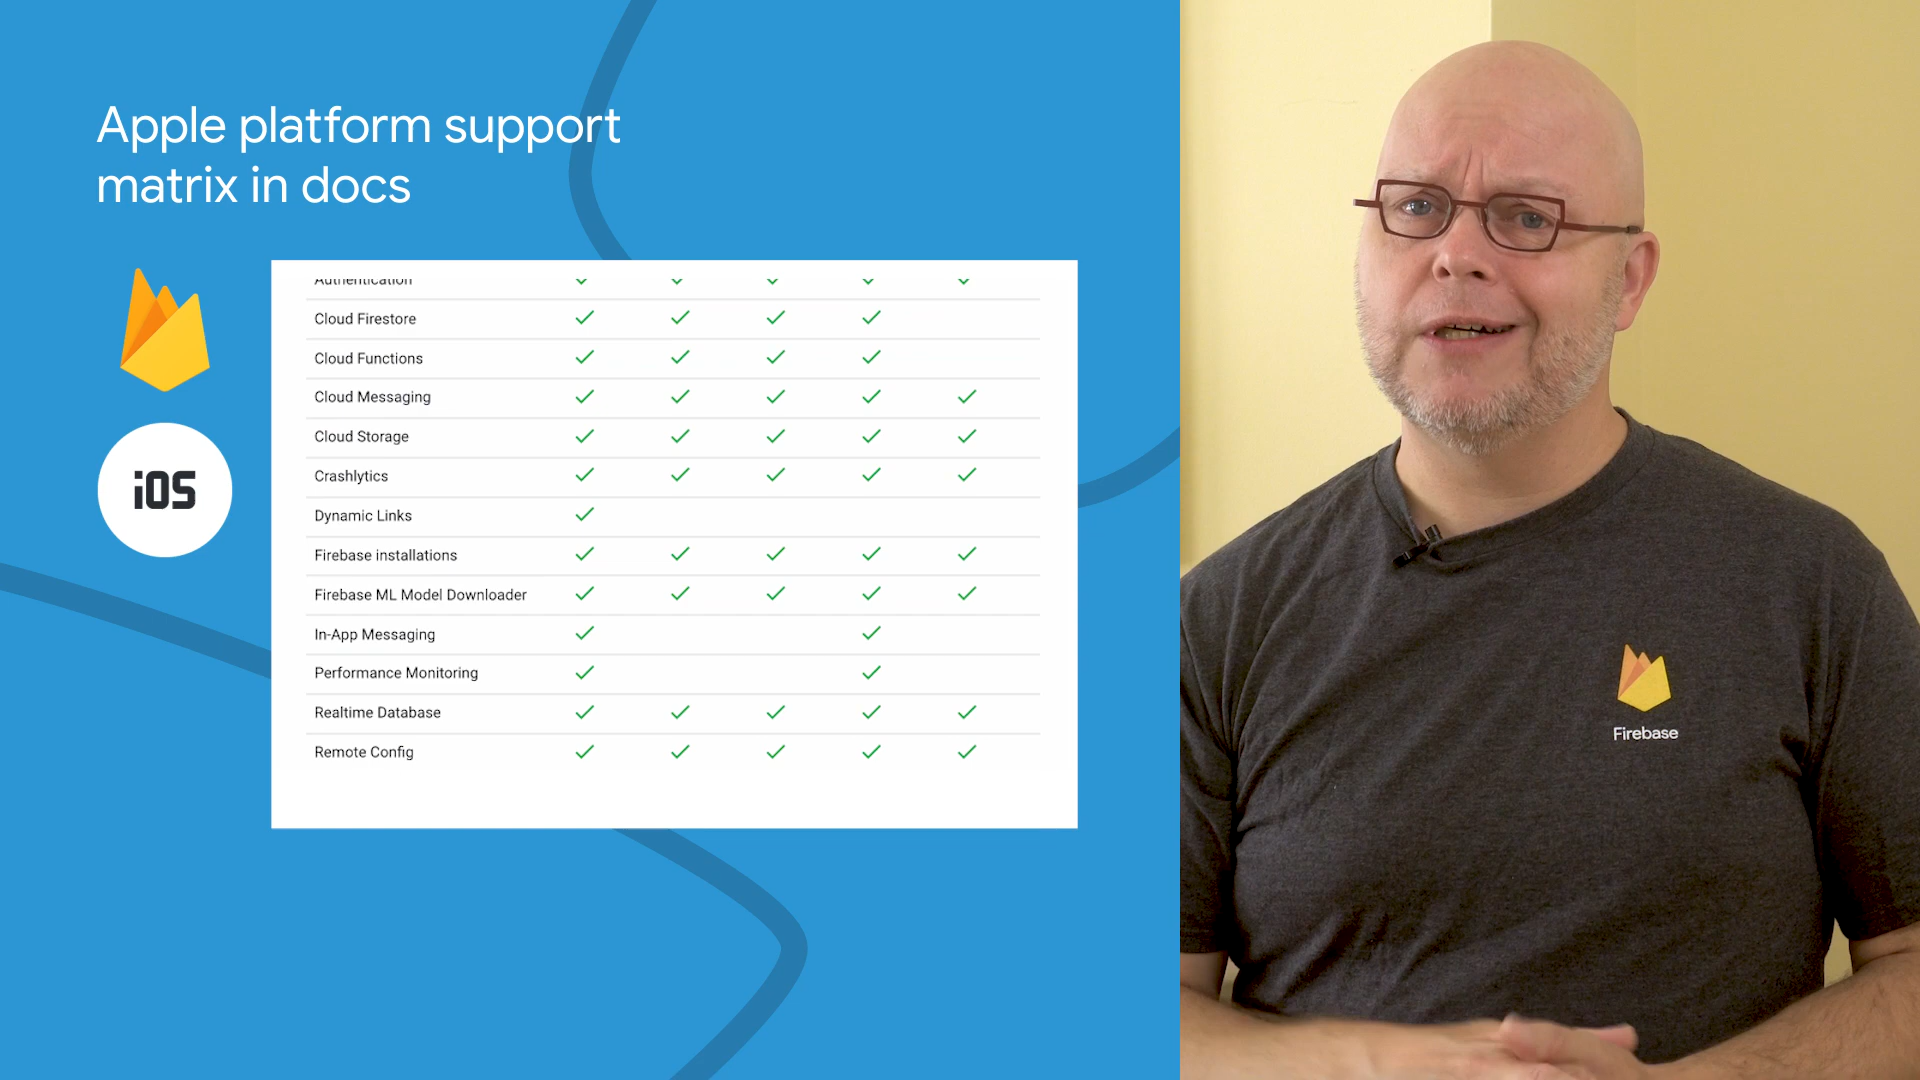 Apple platform support
matrix in docs
Authentication
Cloud Firestore
Cloud Functions
Cloud Messaging
Cloud Storage
Crashlytics
Dynamic Links
Firebase installations
Firebase ML Model Downloader
In-App Messaging
Performance Monitoring
Realtime Database
Remote Config
iOS
Firebase